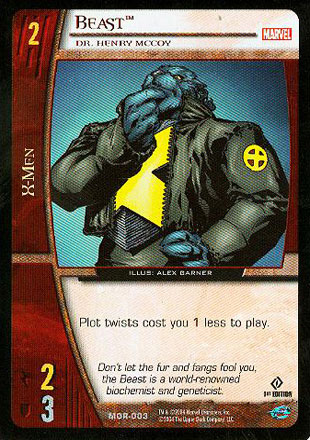 2
BEAST™
DR. HENRY MCCOY
MARVEL
X-MEN
ILLUS: ALEX GARNER
Plot twists cost you 1 less to play.
Don't let the fur and fangs fool you,
the Beast is a world-renowned
biochemist and geneticist.
2
3
1ST EDITION
MOR-003